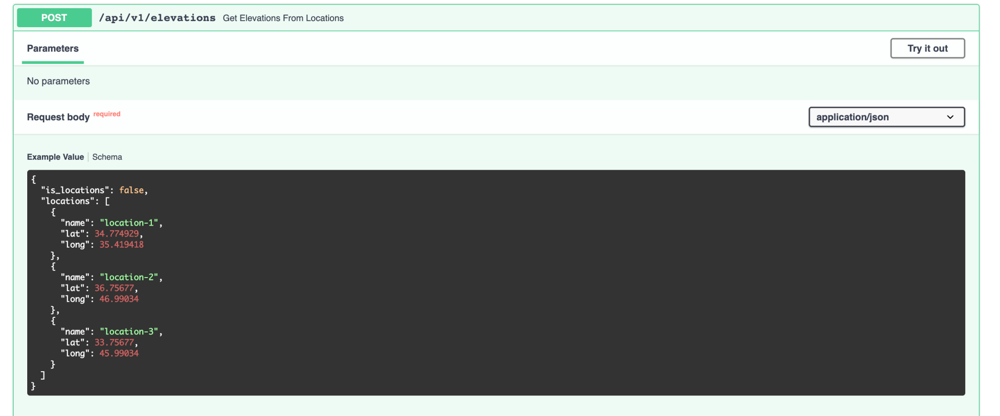 POST /api/v1/elevations Get Elevations From Locations
Parameters
Try it out
No parameters
Request body required
application/json
Example Value | Schema
{
  "is_locations": false,
  "locations": [
    {
      "name": "location-1",
      "lat": 34.774929,
      "long": 35.419418
    },
    {
      "name": "location-2",
      "lat": 36.75677,
      "long": 46.99034
    },
    {
      "name": "location-3",
      "lat": 33.75677,
      "long": 45.99034
    }
  ]
}